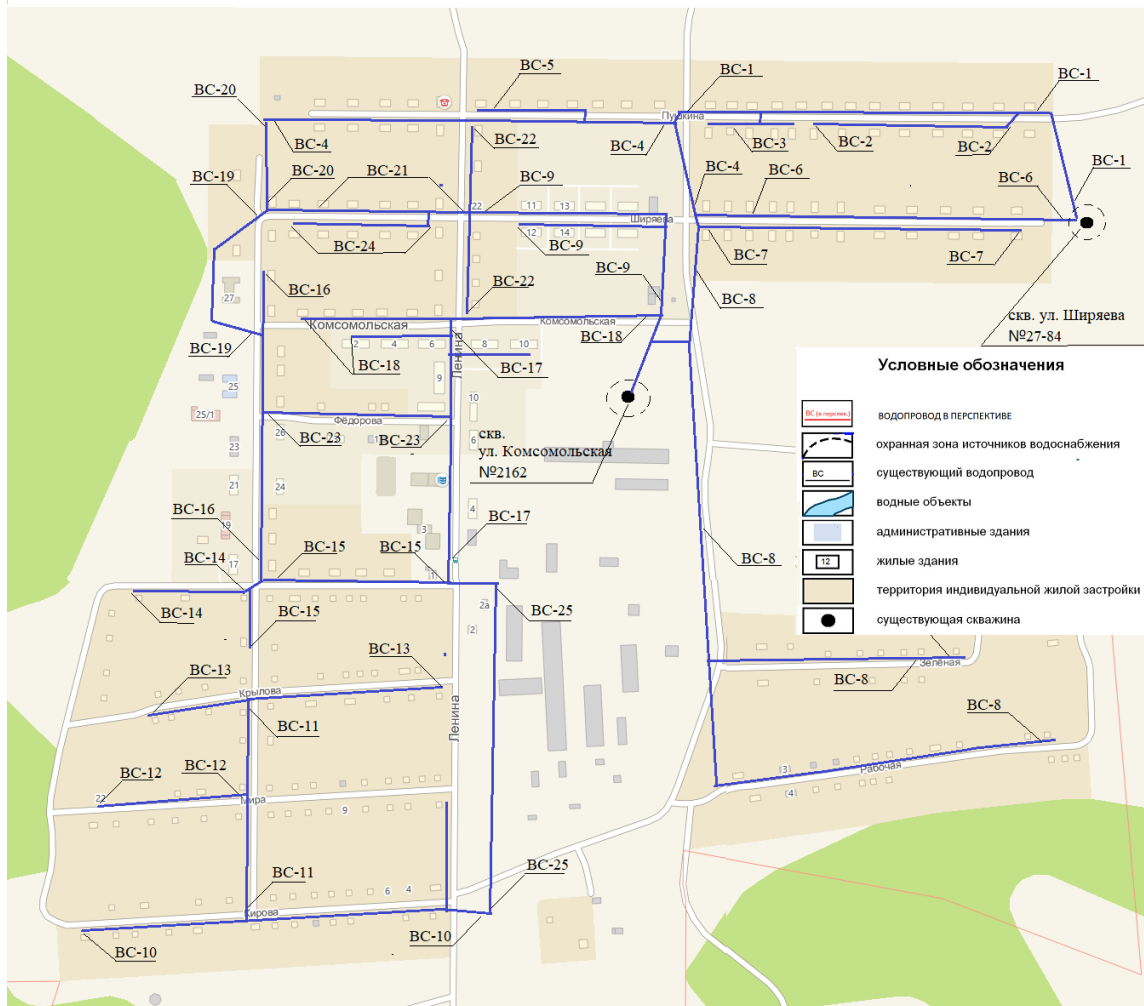 ВС-5
ВС-1
ВС-1
ВС-20
Пушкина
ВС-4
ВС-22
ВС-4
ВС-3
ВС-2
ВС-2
ВС-19
ВС-20
ВС-21
ВС-9
ВС-4
ВС-6
ВС-6
ВС-1
22
11
13
Ширяева
ВС-24
12
14
ВС-9
ВС-7
ВС-7
ВС-16
ВС-22
ВС-9
ВС-8
27
Комсомольская
Комсомольская
скв. ул. Ширяева
№27-84
ВС-19
2
4
6
8
10
ВС-18
ВС-18
ВС-17
Ленина
9
25
25/1
10
Фёдорова
26
ВС-23
ВС-23
6
23
скв.
ул. Комсомольская
№2162
21
24
4
ВС-16
19
3
ВС-17
17
ВС-14
ВС-15
ВС-15
1
ВС-8
Условные обозначения
ВС (в перспек.)
ВОДОПРОВОД В ПЕРСПЕКТИВЕ
охранная зона источников водоснабжения
ВС
существующий водопровод
водные объекты
административные здания
12
жилые здания
территория индивидуальной жилой застройки
существующая скважина
ВС-14
ВС-15
2а
ВС-25
2
ВС-13
ВС-13
Крылова
Зелёная
ВС-8
ВС-11
Ленина
ВС-8
ВС-12
ВС-12
22
Мира
9
3
Рабочая
4
ВС-11
6
4
ВС-25
Кирова
ВС-10
ВС-10